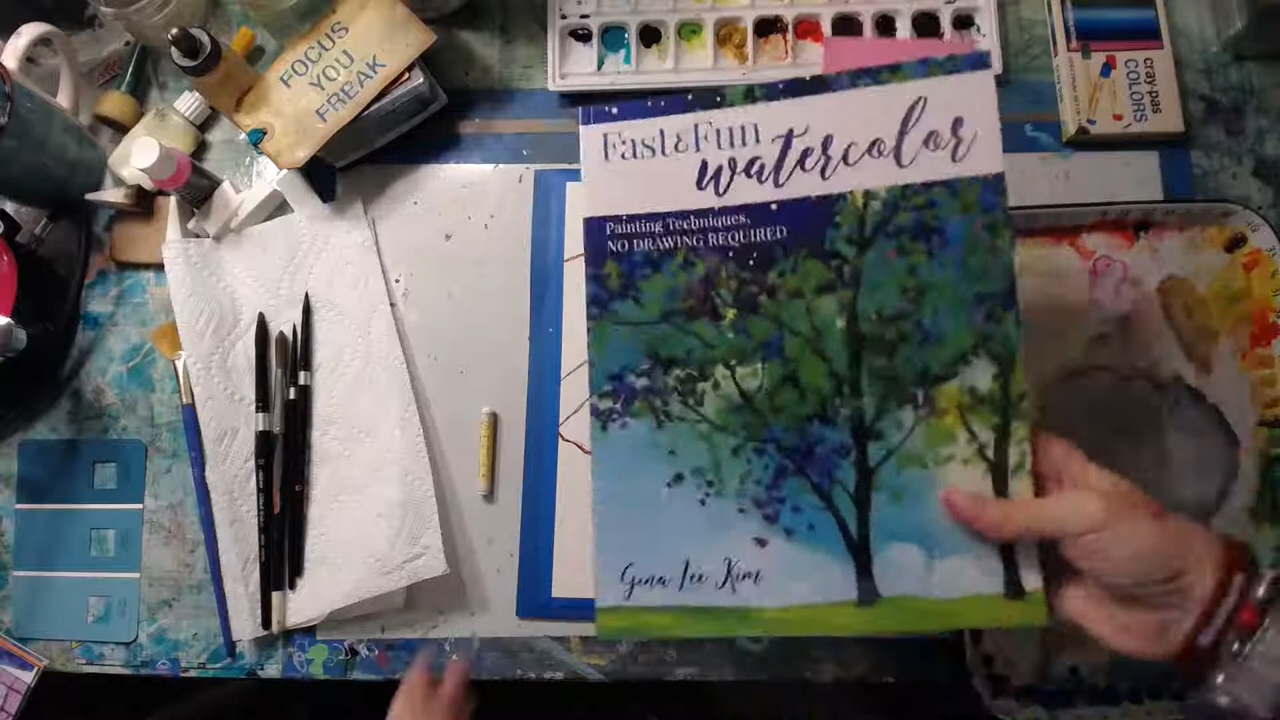 FOCUS
YOU
FREAK
cray-pas
COLORS
Fast & Fun
watercolor
Painting Techniques,
NO DRAWING REQUIRED
Gina Lee Kim